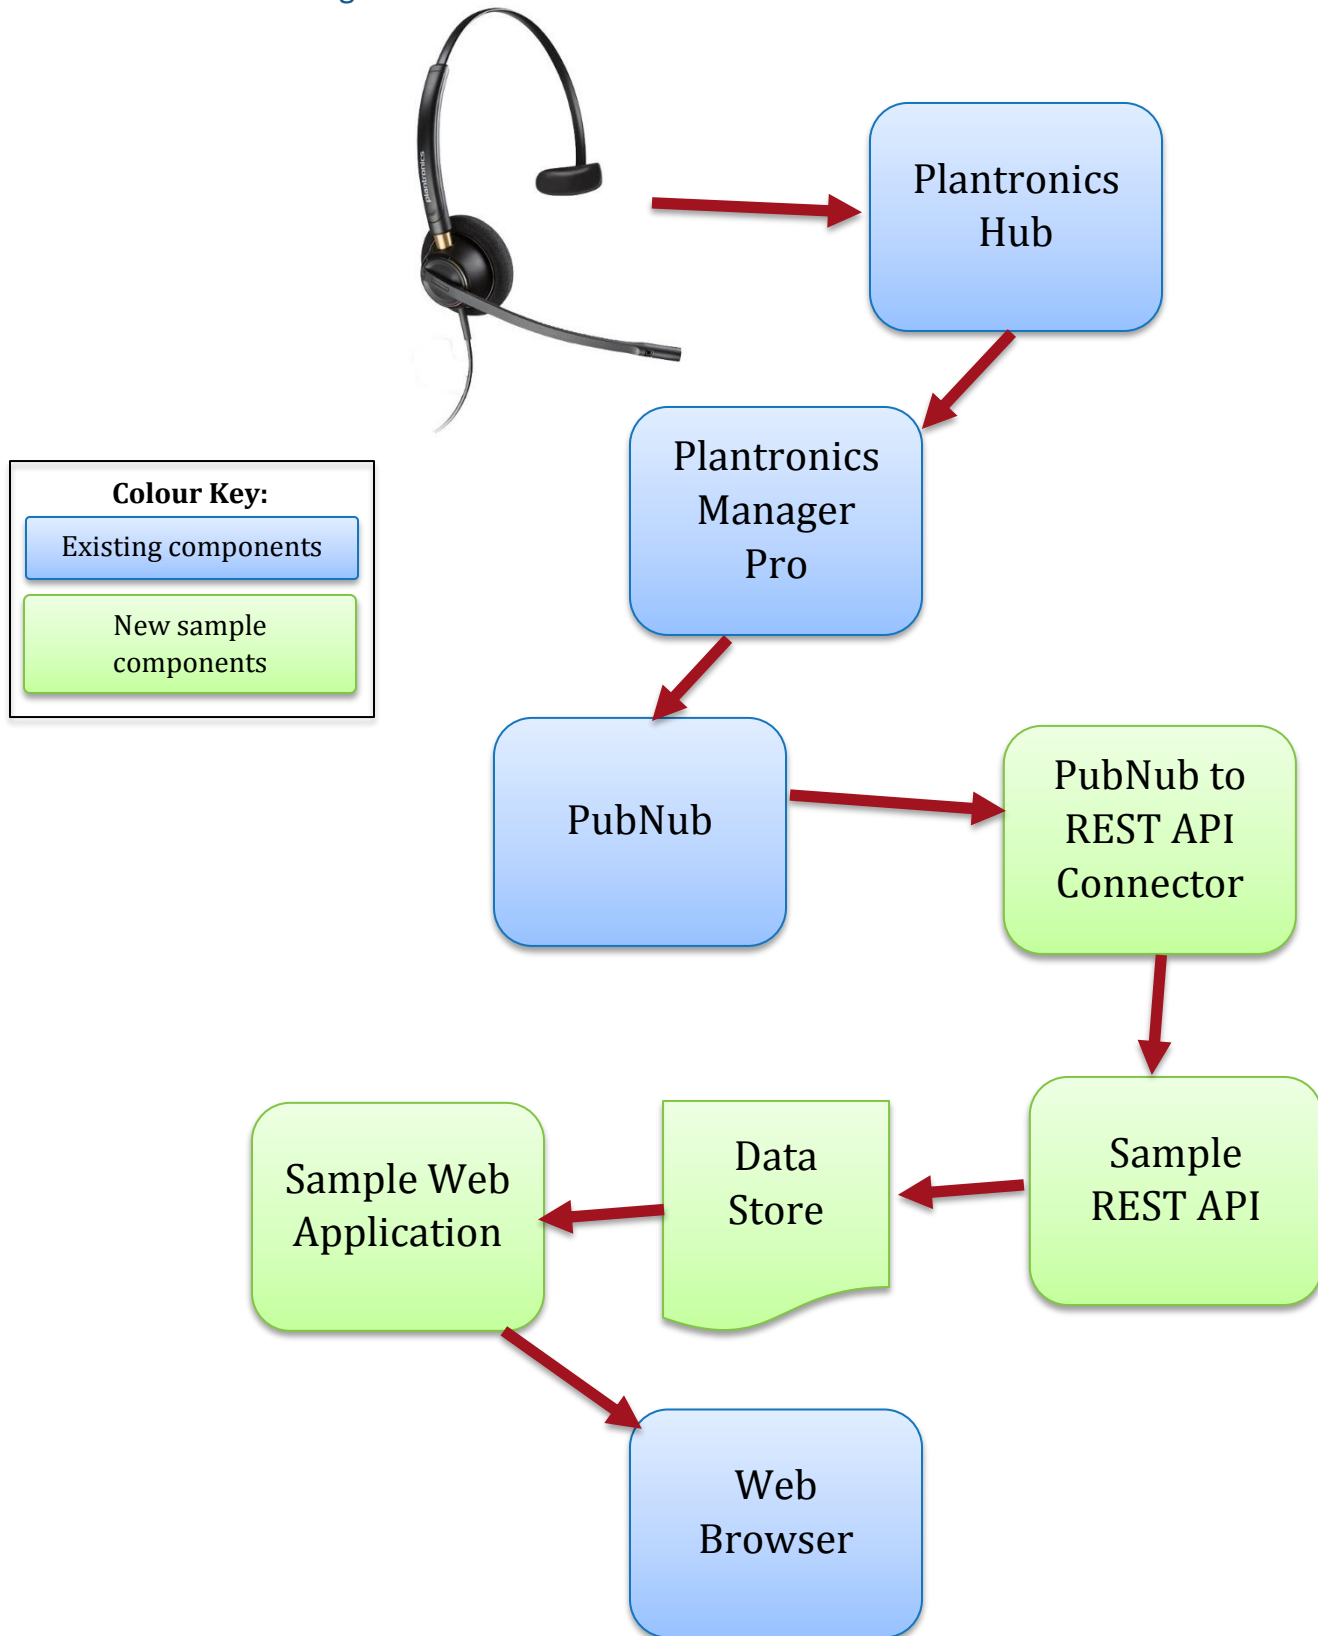 plantronics
Plantronics
Hub
Plantronics
Manager
Pro
Colour Key:
Existing components
New sample
components
PubNub
PubNub to
REST API
Connector
Sample Web
Application
Data
Store
Sample
REST API
Web
Browser